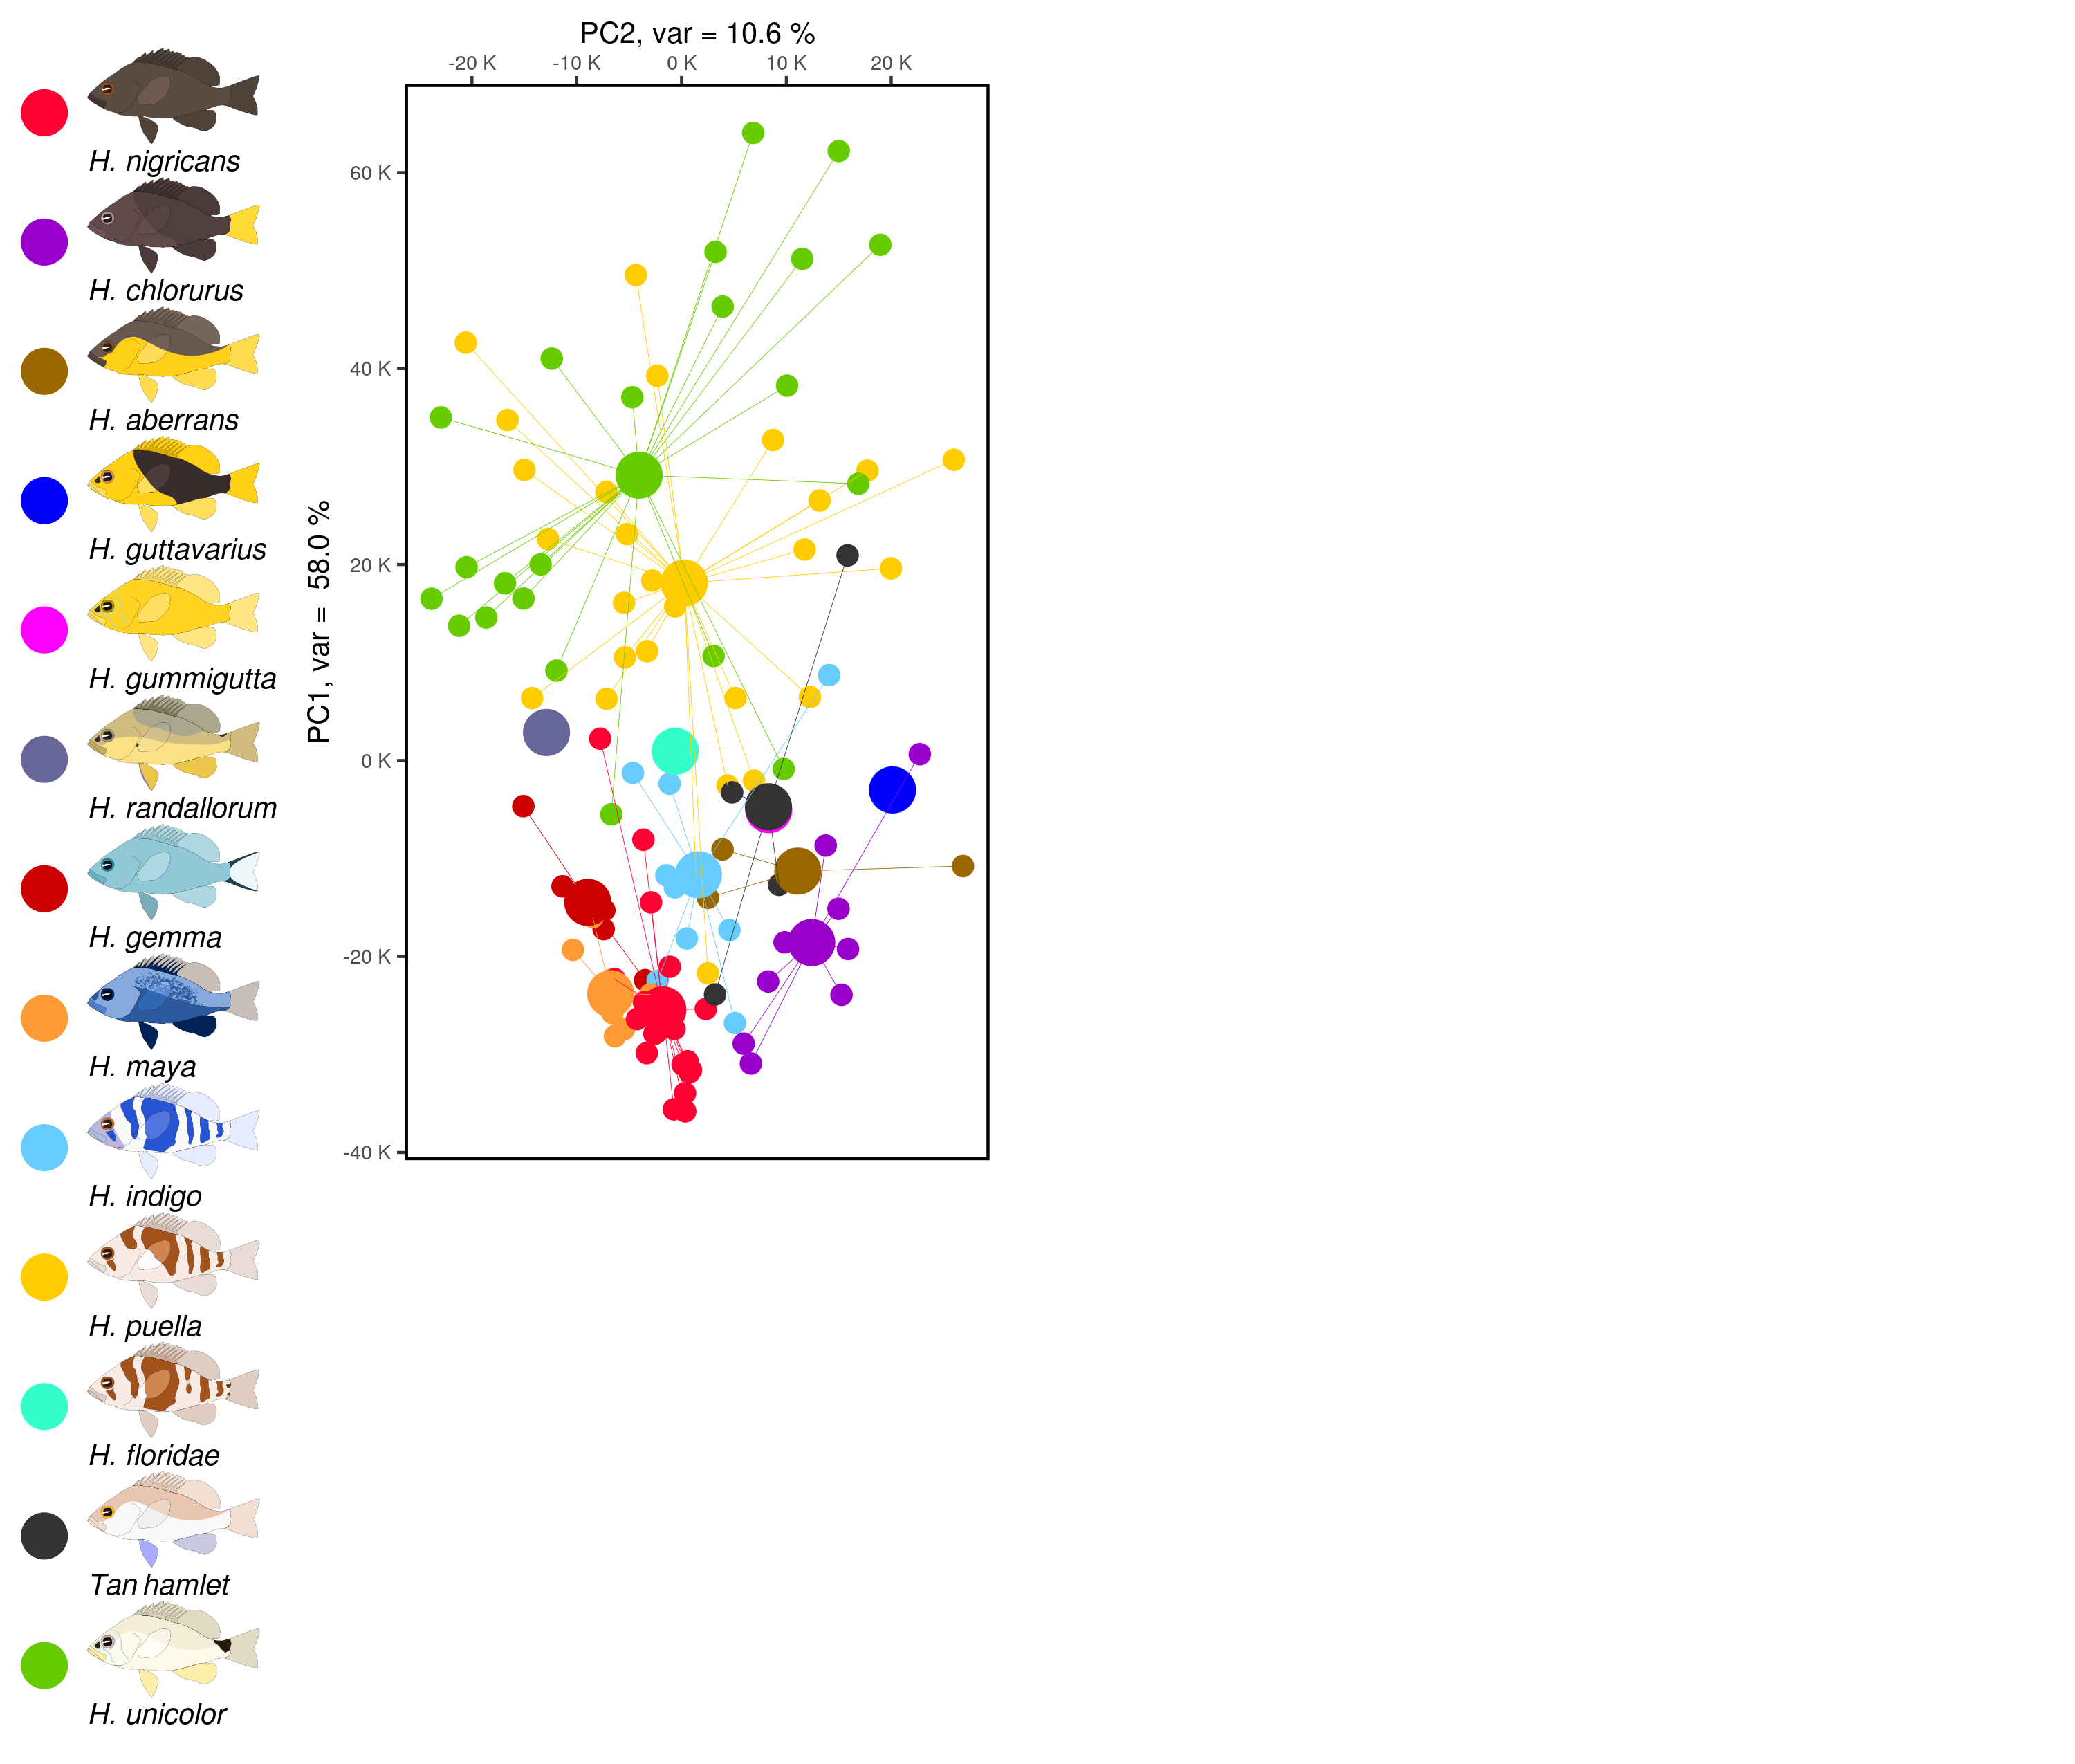 PC2, var = 10.6 %
-20 K
-10 K
0 K
10 K
20 K
H. nigricans
H. chlorurus
H. aberrans
H. guttavarius
H. gummigutta
H. randallorum
H. gemma
H. maya
H. indigo
H. puella
H. floridae
Tan hamlet
H. unicolor
PC1, var = 58.0 %
60 K
40 K
20 K
0 K
-20 K
-40 K